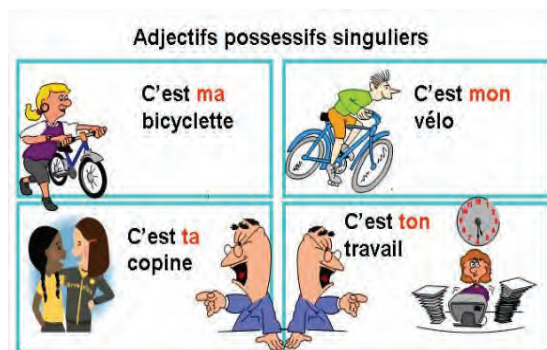 Adjectifs possessifs singuliers
C'est ma
bicyclette
C'est mon
vélo
C'est ta
copine
C'est ton
travail